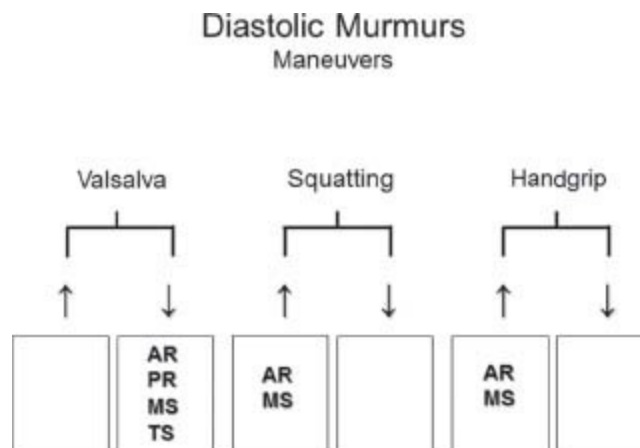 Diastolic Murmurs
Maneuvers
Valsalva Squatting Handgrip
↑ ↓ ↑ ↓ ↑ ↓
AR
PR
MS
TS
AR
MS
AR
MS